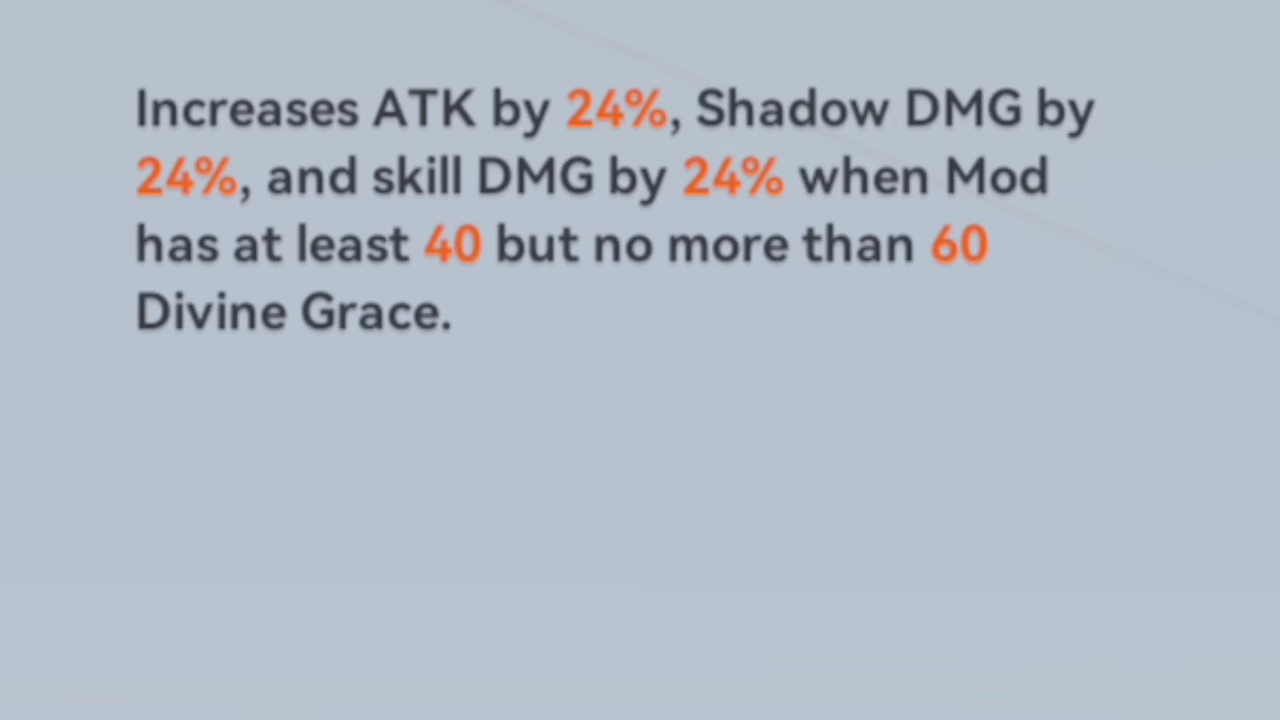 Increases ATK by 24%, Shadow DMG by
24%, and skill DMG by 24% when Mod
has at least 40 but no more than 60
Divine Grace.